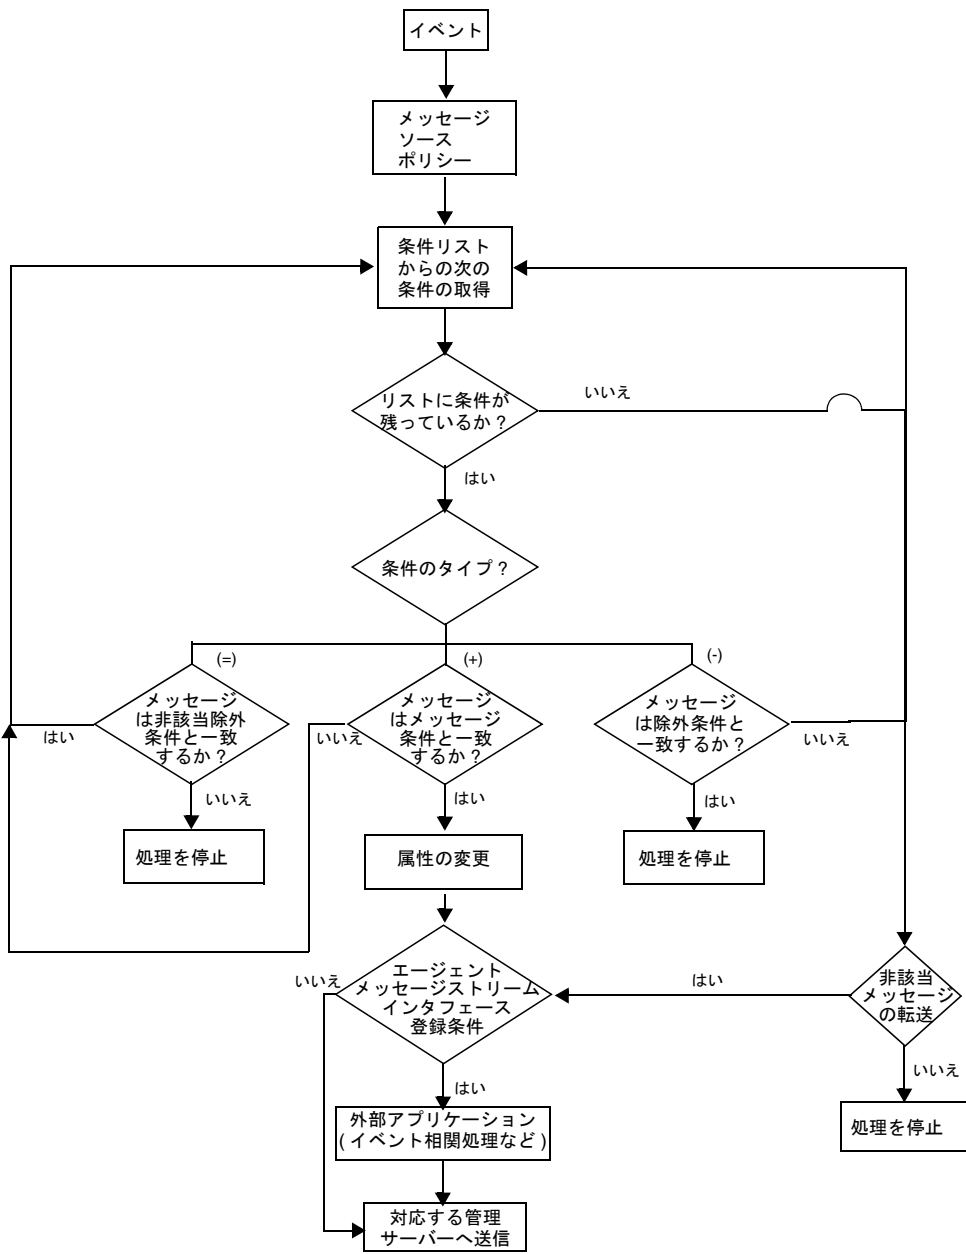 イベント
メッセージ
ソース
ポリシー
条件リスト
からの次の
条件の取得
リストに条件が
残っているか？
いいえ
はい
条件のタイプ？
(=)
(+)
(-)
メッセージ
は非該当除外
条件と一致
するか？
はい
いいえ
処理を停止
メッセージ
はメッセージ
条件と一致
するか？
いいえ
はい
属性の変更
メッセージ
は除外条件と
一致するか？
いいえ
はい
処理を停止
エージェント
メッセージストリーム
インタフェース
登録条件
いいえ
はい
はい
非該当
メッセージ
の転送
いいえ
処理を停止
外部アプリケーション
( イベント相関処理など )
対応する管理
サーバーへ送信